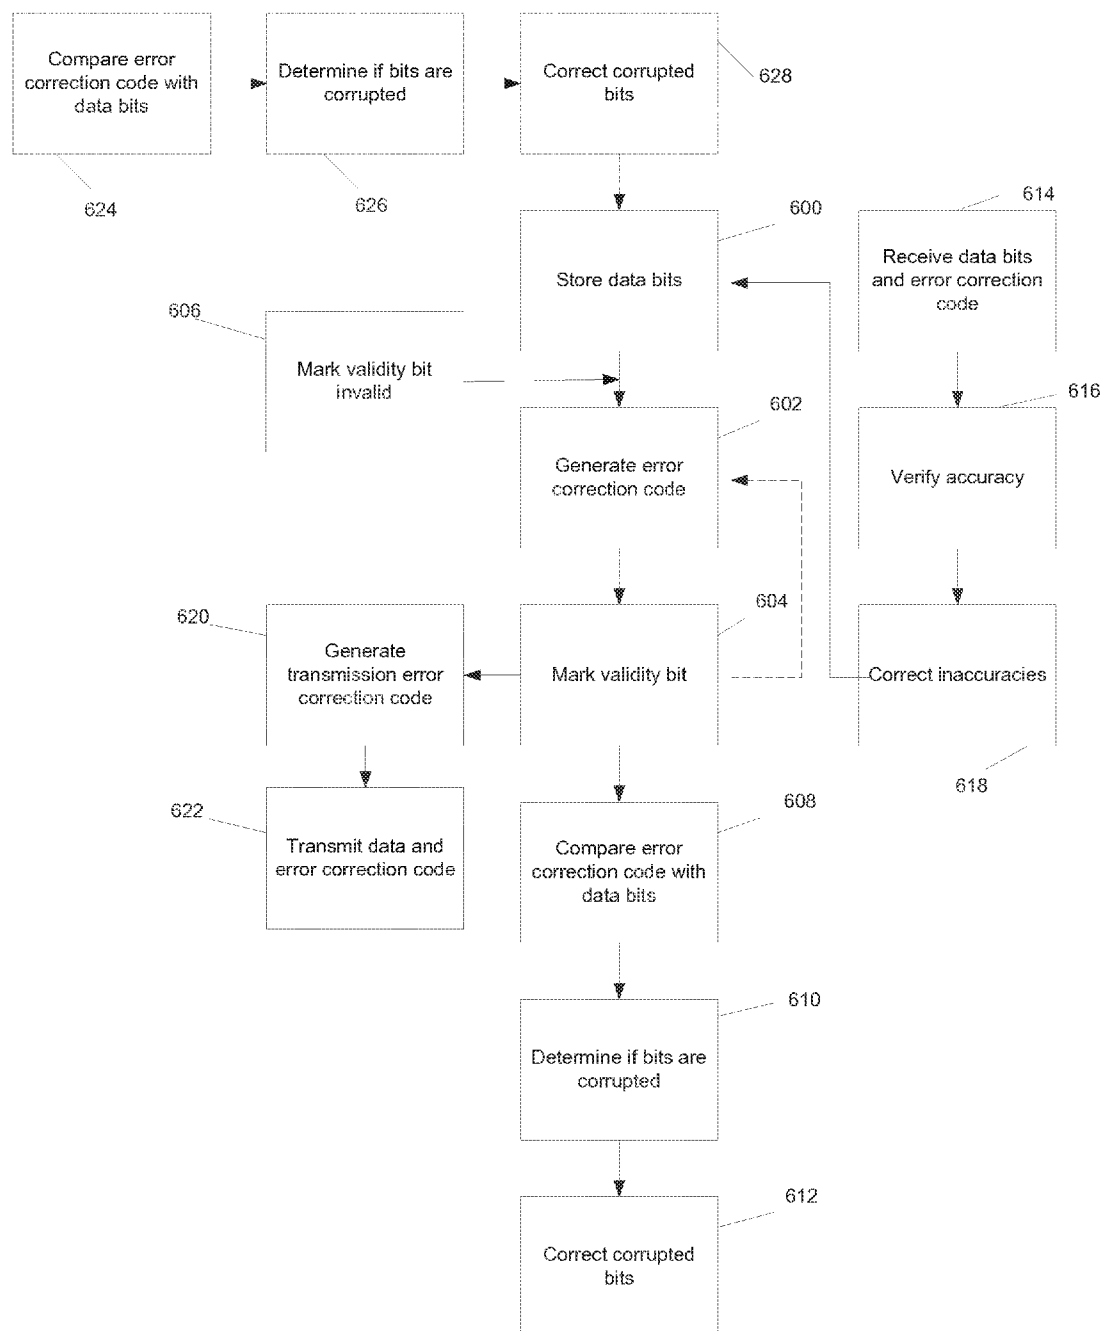 Compare error
correction code with
data bits
Determine if bits are
corrupted
Correct corrupted
bits
628
624
626
600
614
Store data bits
Receive data bits
and error correction
code
606
Mark validity bit
invalid
602
616
Generate error
correction code
Verify accuracy
620
604
Generate
transmission error
correction code
Mark validity bit
Correct inaccuracies
618
622
608
Transmit data and
error correction code
Compare error
correction code with
data bits
610
Determine if bits are
corrupted
612
Correct corrupted
bits